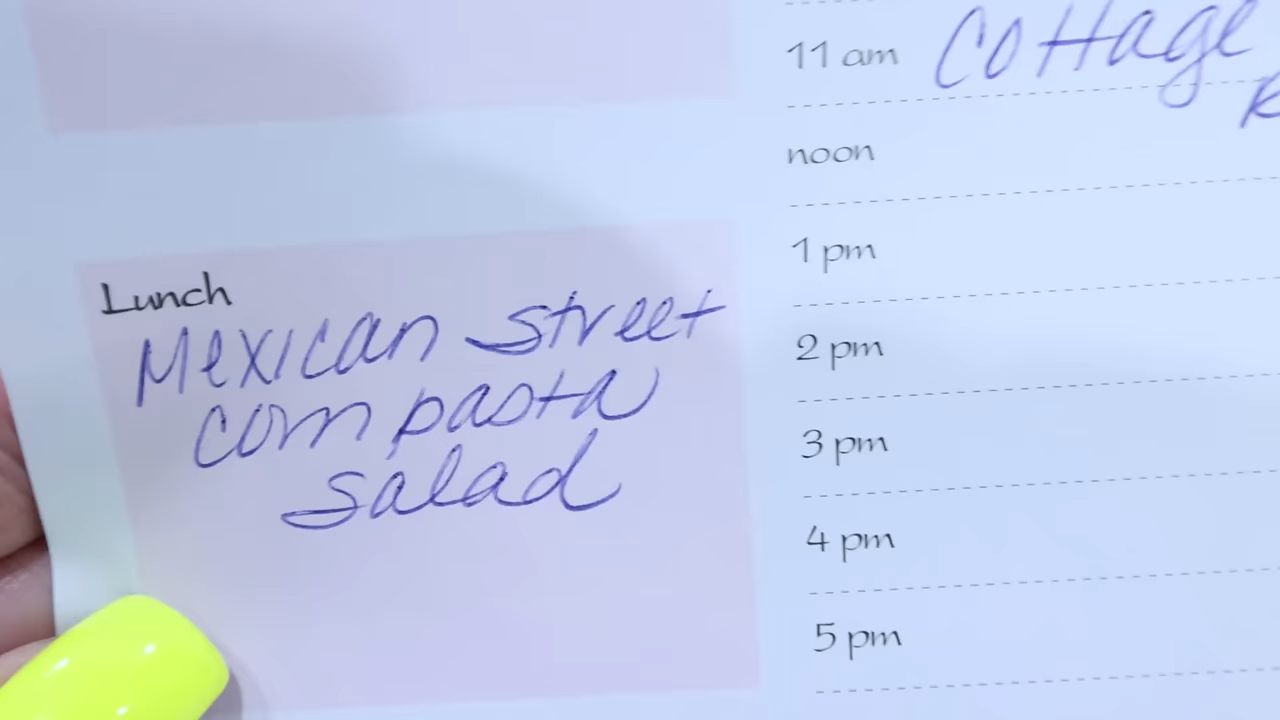 11 am Cottage
noon
1 pm
2 pm
3 pm
4 pm
5 pm
Lunch
Mexican Street
corn pasta
salad